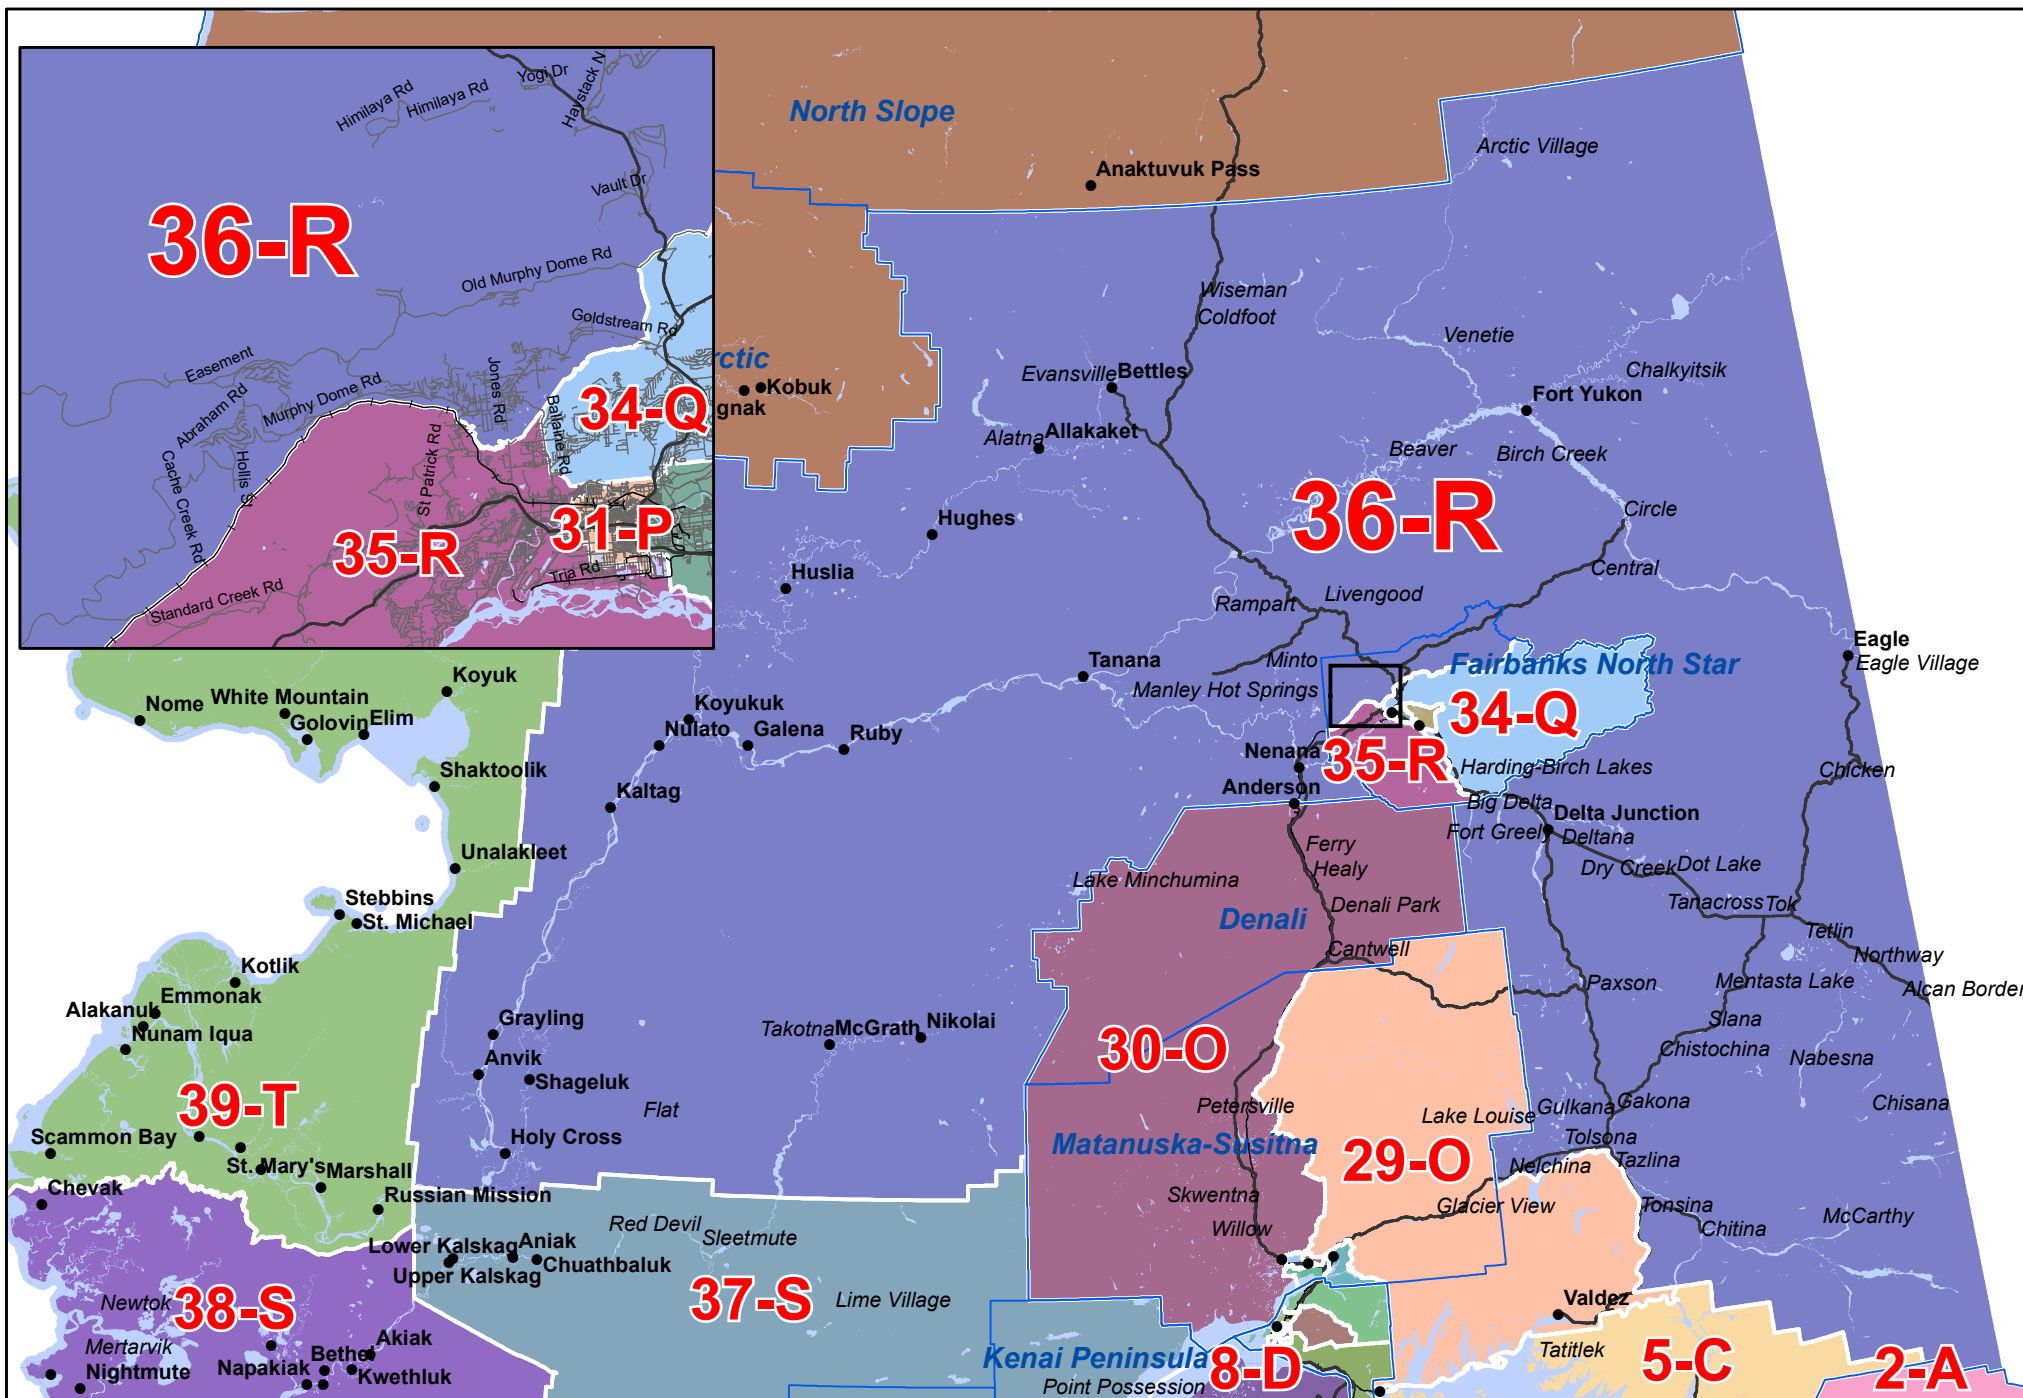 North Slope
Anaktuvuk Pass
Arctic Village
Himilaya Rd
Himilaya Rd
Yogi Dr
Haystack N
Vault Dr
36-R
Old Murphy Dome Rd
Goldstream Rd
Easement
Jones Rd
Murphy Dome Rd
Abraham Rd
Ballaine Rd
34-Q
St Patrick Rd
Hollis St
Cache Creek Rd
35-R
31-P
Tria Rd
Standard Creek Rd
rctic
Kobuk
gnak
Wiseman
Coldfoot
Venetie
Chalkyitsik
Evansville
Bettles
Fort Yukon
Alatna
Allakaket
Beaver
Birch Creek
36-R
Circle
Hughes
Huslia
Central
Livengood
Rampart
Eagle
Eagle Village
Tanana
Minto
Fairbanks North Star
Manley Hot Springs
34-Q
Koyuk
Nome
White Mountain
Golovin
Elim
Koyukuk
Nulato
Galena
Ruby
Nenana
35-R
Harding-Birch Lakes
Chicken
Shaktoolik
Kaltag
Anderson
Big Delta
Delta Junction
Fort Greely
Deltana
Ferry
Healy
Dry Creek
Dot Lake
Unalakleet
Lake Minchumina
Denali Park
Tanacross
Tok
Stebbins
St. Michael
Denali
Cantwell
Tetlin
Northway
Kotlik
Emmonak
Alakanuk
Nunam Iqua
Paxson
Mentasta Lake
Alcan Border
Grayling
Takotna
McGrath
Nikolai
Slana
30-O
Chistochina
Nabesna
Anvik
Shageluk
39-T
Flat
Petersville
Lake Louise
Gulkana
Gakona
Chisana
Scammon Bay
Holy Cross
Matanuska-Susitna
29-O
Tolsona
Tazlina
Nelchina
St. Mary's
Marshall
Chevak
Russian Mission
Skwentna
Glacier View
Tonsina
Willow
Chitina
McCarthy
Red Devil
Sleetmute
Lower Kalskag
Aniak
Upper Kalskag
Chuathbaluk
38-S
Newtok
37-S
Lime Village
Valdez
Mertarvik
Akiak
Bethel
Nightmute
Napakiak
Kwethluk
Kenai Peninsula
Point Possession
8-D
Tatitlek
5-C
2-A